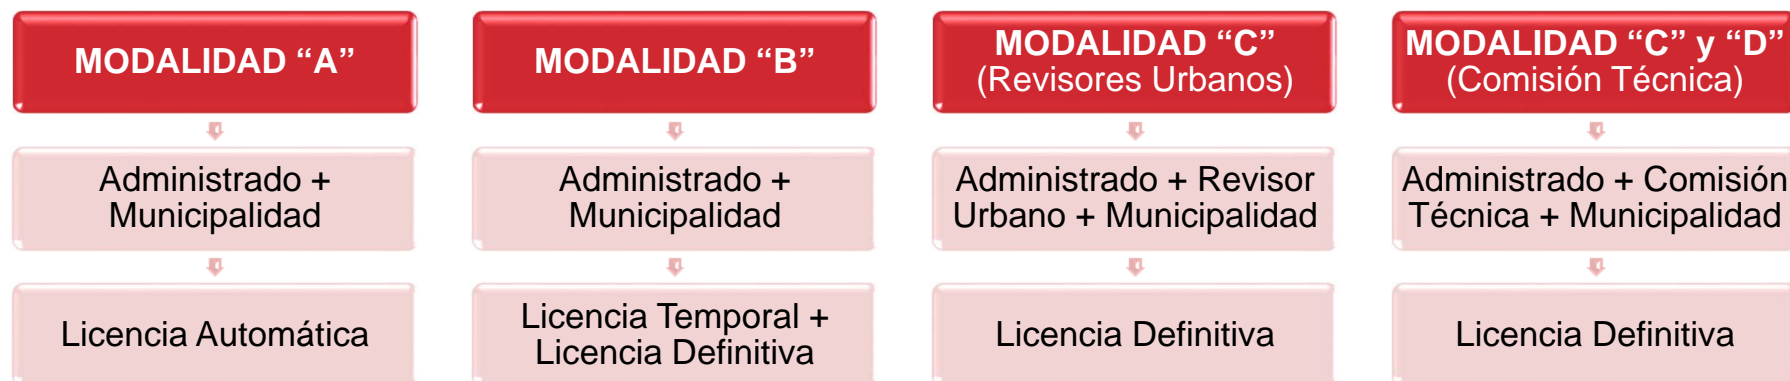 MODALIDAD “A”
Administrado +
Municipalidad
Licencia Automática
MODALIDAD “B”
Administrado +
Municipalidad
Licencia Temporal +
Licencia Definitiva
MODALIDAD “C”
(Revisores Urbanos)
Administrado + Revisor
Urbano + Municipalidad
Licencia Definitiva
MODALIDAD “C” y “D”
(Comisión Técnica)
Administrado + Comisión
Técnica + Municipalidad
Licencia Definitiva